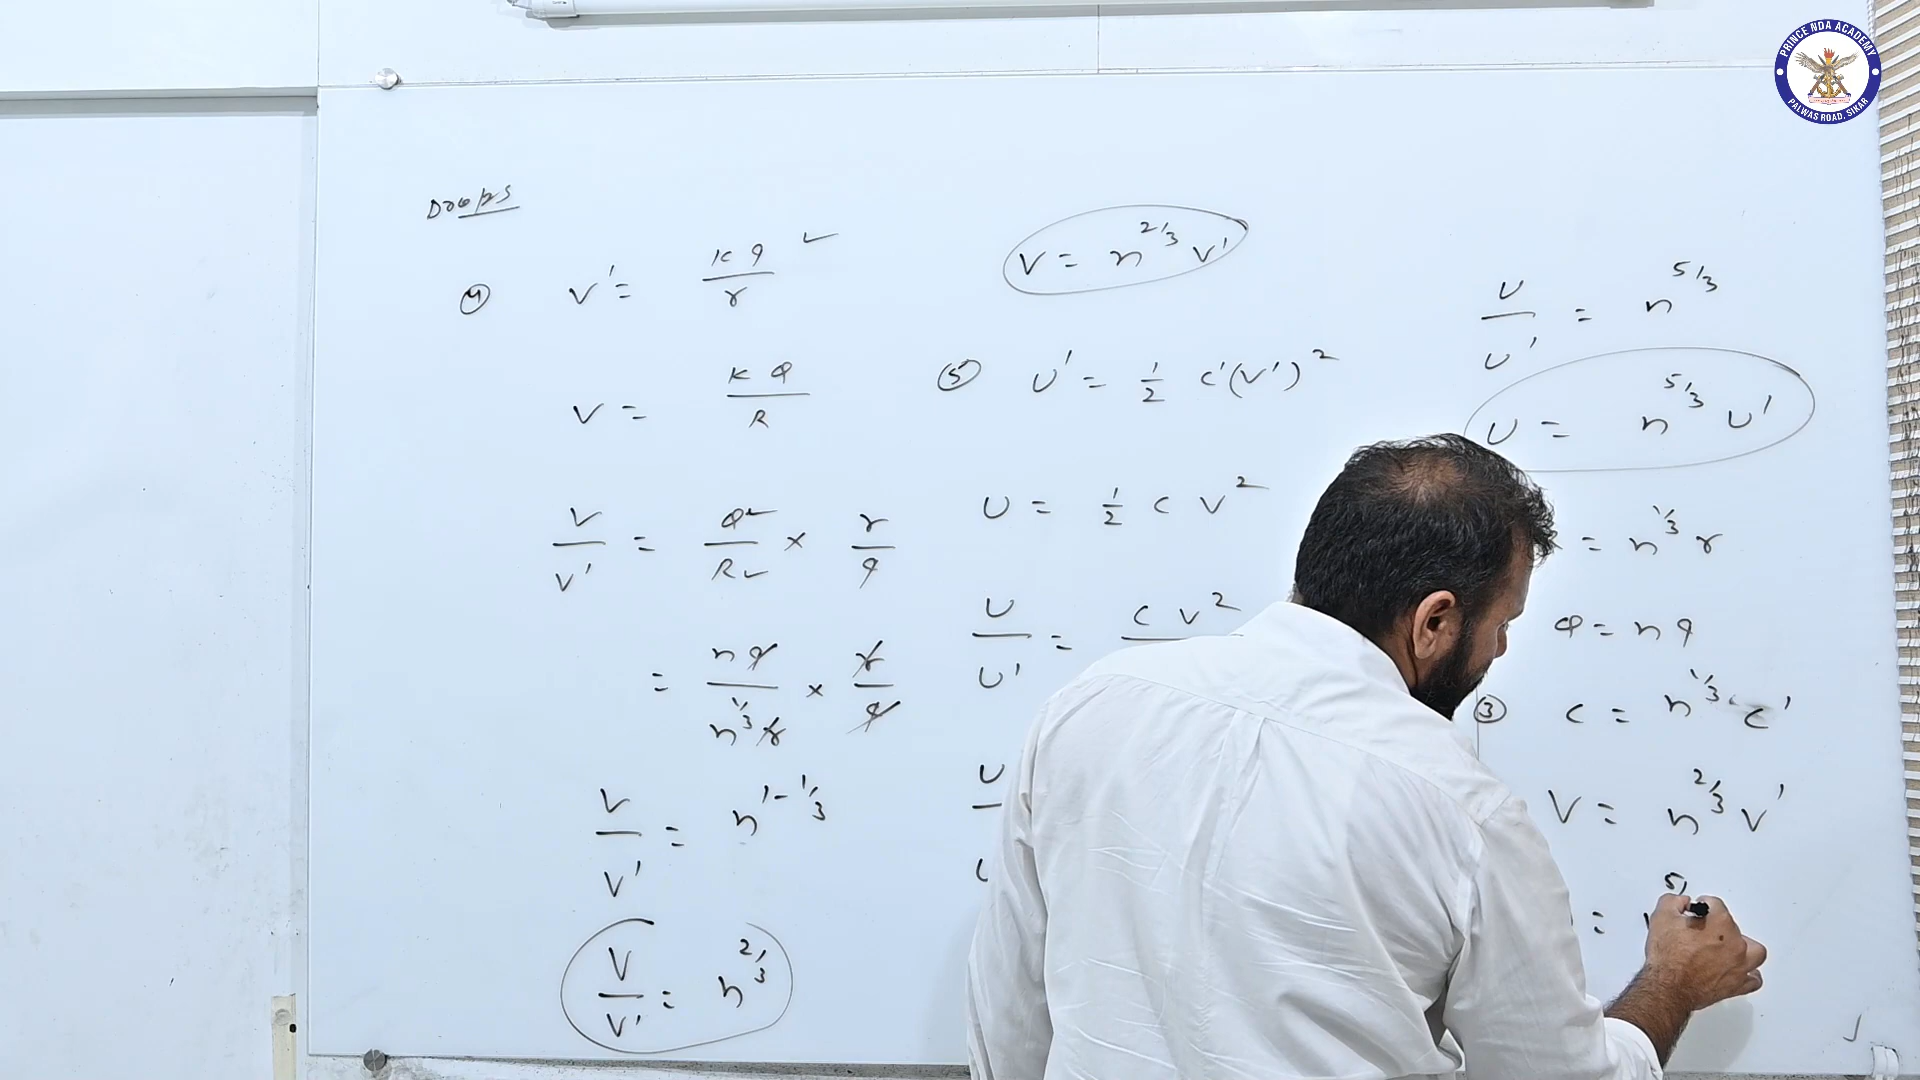 PRINCE NDA ACADEMY
PALWAS ROAD, SIKAR
Drops
④ V' = Kq/r ✓
V = KQ/R
V/V' = Q/R × r/q
= nq/n^1/3 r × r/q
V/V' = n^1-1/3
V/V' = n^2/3
V = n^2/3 V'
⑤ U' = 1/2 C'(V')^2
U = 1/2 C V^2
U/U' = C V^2
U
U/U' = n^5/3
U = n^5/3 U'
= n^1/3 r
Q = nq
③ C = n^1/3 C'
V = n^2/3 V'
= 5/